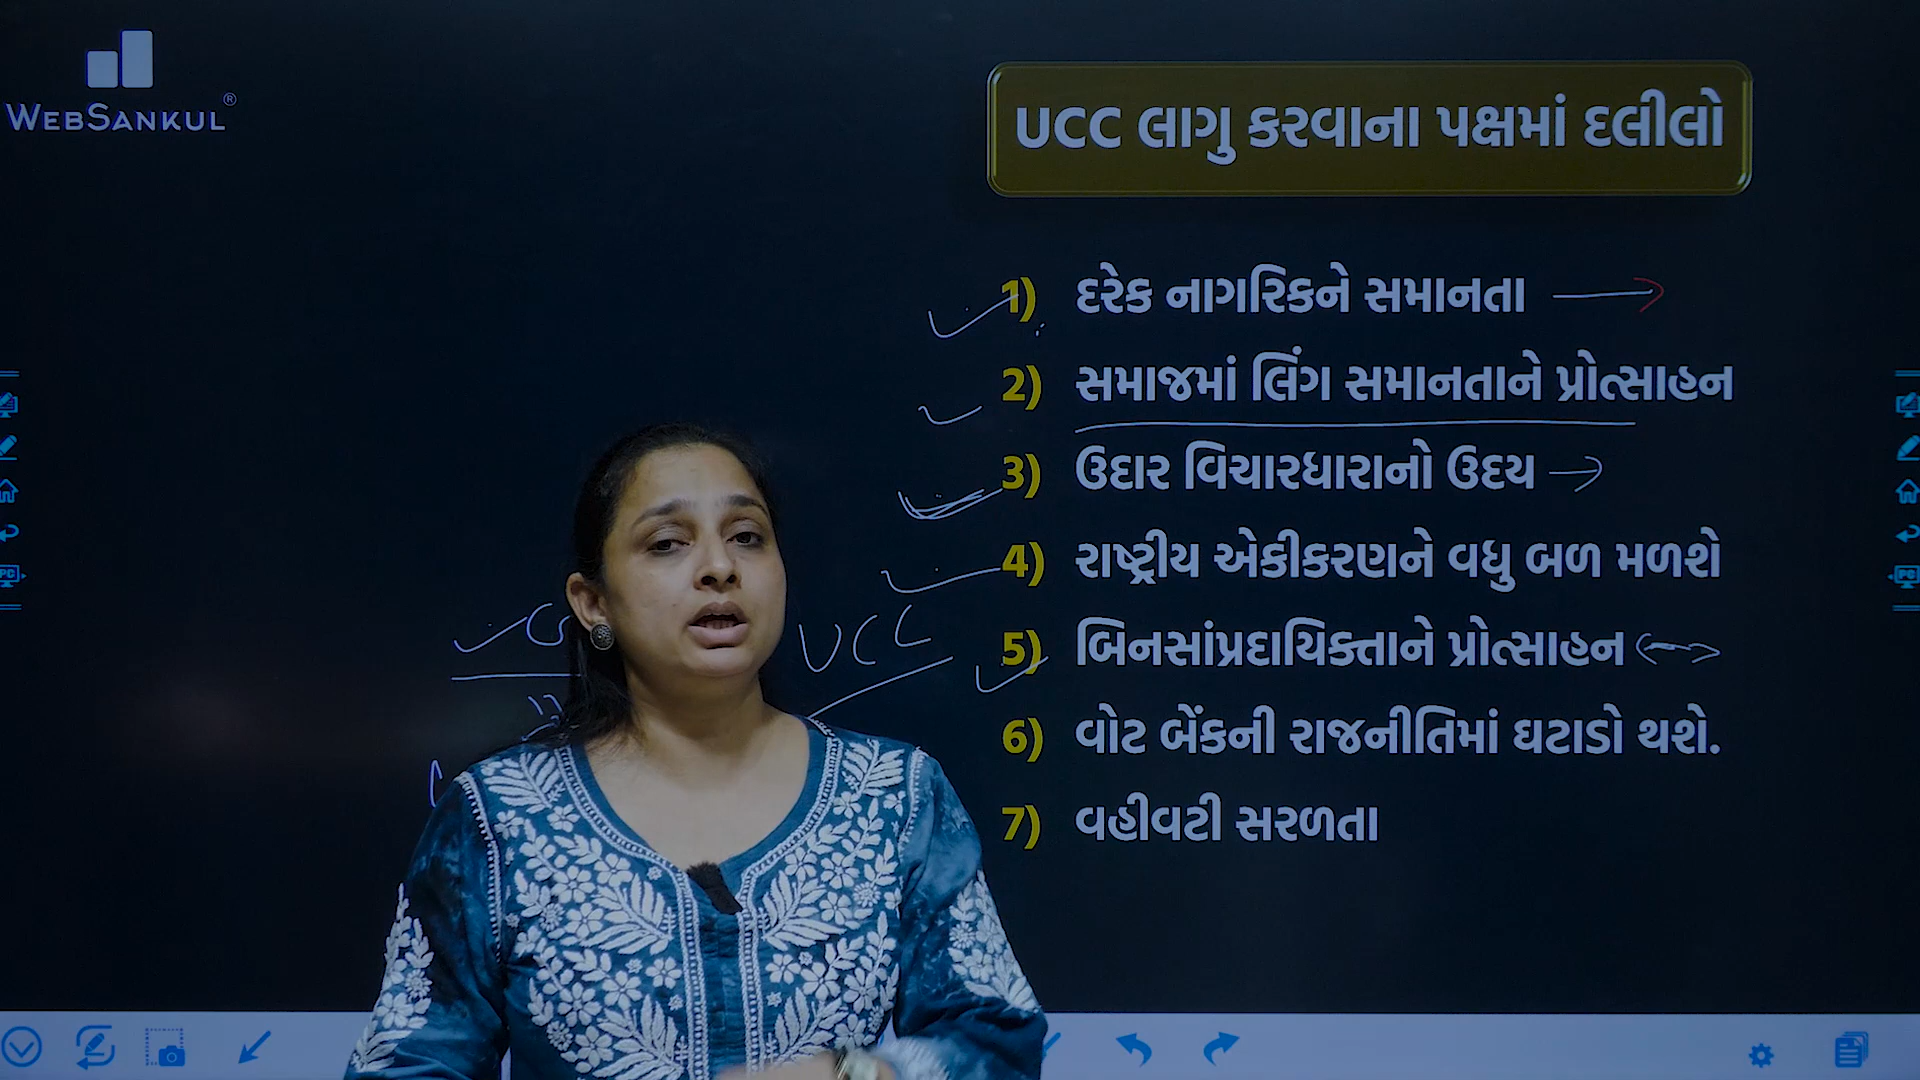 WEBSANKUL®
UCC લાગુ કરવાના પક્ષમાં દલીલો
1) દરેક નાગરિકને સમાનતા
2) સમાજમાં લિંગ સમાનતાને પ્રોત્સાહન
3) ઉદાર વિચારધારાનો ઉદય
4) રાષ્ટ્રીય એકીકરણને વધુ બળ મળશે
5) બિનસાંપ્રદાયિક્તાને પ્રોત્સાહન
6) વોટ બેંકની રાજનીતિમાં ઘટાડો થશે.
7) વહીવટી સરળતા
UCC
PC
PC